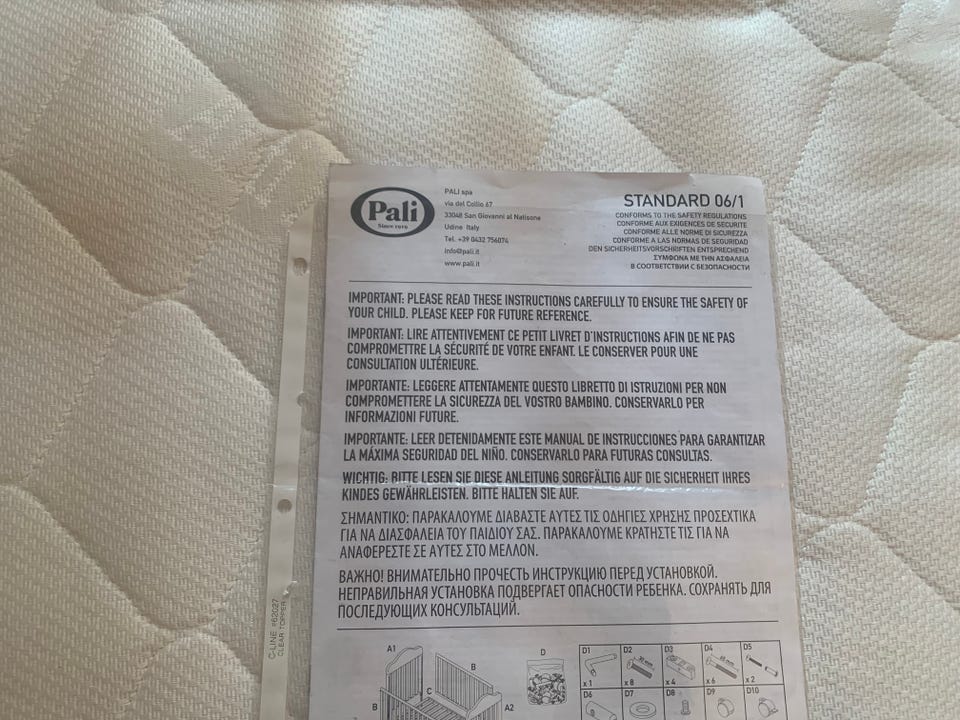 Pali
Since 1919
PALI spa
via del Collio 67
33048 San Giovanni al Natisone
Udine Italy
Tel. +39 0432 756074
info@pali.it
www.pali.it
STANDARD 06/1
CONFORMS TO THE SAFETY REGULATIONS
CONFORME AUX EXIGENCES DE SECURITE
CONFORME ALLE NORME DI SICUREZZA
CONFORME A LAS NORMAS DE SEGURIDAD
DEN SICHERHEITSVORSCHRIFTEN ENTSPRECHEND
ΣΥΜΦΩΝΑ ΜΕ ΤΗΝ ΑΣΦΑΛΕΙΑ
В СООТВЕТСТВИИ С БЕЗОПАСНОСТИ
IMPORTANT: PLEASE READ THESE INSTRUCTIONS CAREFULLY TO ENSURE THE SAFETY OF
YOUR CHILD. PLEASE KEEP FOR FUTURE REFERENCE.
IMPORTANT: LIRE ATTENTIVEMENT CE PETIT LIVRET D'INSTRUCTIONS AFIN DE NE PAS
COMPROMETTRE LA SÉCURITÉ DE VOTRE ENFANT. LE CONSERVER POUR UNE
CONSULTATION ULTÉRIEURE.
IMPORTANTE: LEGGERE ATTENTAMENTE QUESTO LIBRETTO DI ISTRUZIONI PER NON
COMPROMETTERE LA SICUREZZA DEL VOSTRO BAMBINO. CONSERVARLO PER
INFORMAZIONI FUTURE.
IMPORTANTE: LEER DETENIDAMENTE ESTE MANUAL DE INSTRUCCIONES PARA GARANTIZAR
LA MÁXIMA SEGURIDAD DEL NIÑO. CONSERVARLO PARA FUTURAS CONSULTAS.
WICHTIG: BITTE LESEN SIE DIESE ANLEITUNG SORGFÄLTIG AUF DIE SICHERHEIT IHRES
KINDES GEWÄHRLEISTEN. BITTE HALTEN SIE AUF.
ΣΗΜΑΝΤΙΚΟ: ΠΑΡΑΚΑΛΟΥΜΕ ΔΙΑΒΑΣΤΕ ΑΥΤΕΣ ΤΙΣ ΟΔΗΓΙΕΣ ΧΡΗΣΗΣ ΠΡΟΣΕΧΤΙΚΑ
ΓΙΑ ΝΑ ΔΙΑΣΦΑΛΕΙΑ ΤΟΥ ΠΑΙΔΙΟΥ ΣΑΣ. ΠΑΡΑΚΑΛΟΥΜΕ ΚΡΑΤΗΣΤΕ ΤΙΣ ΓΙΑ ΝΑ
ΑΝΑΦΕΡΕΣΤΕ ΣΕ ΑΥΤΕΣ ΣΤΟ ΜΕΛΛΟΝ.
ВАЖНО! ВНИМАТЕЛЬНО ПРОЧЕСТЬ ИНСТРУКЦИЮ ПЕРЕД УСТАНОВКОЙ.
НЕПРАВИЛЬНАЯ УСТАНОВКА ПОДВЕРГАЕТ ОПАСНОСТИ РЕБЕНКА. СОХРАНЯТЬ ДЛЯ
ПОСЛЕДУЮЩИХ КОНСУЛЬТАЦИЙ.
C-LINE #62027
CLEAR TOPPER
A1
B
C
B
A2
D
D1
x 1
D2
x 8
D3
x 4
D4
x 6
D5
x 2
D6
D7
D8
D9
D10